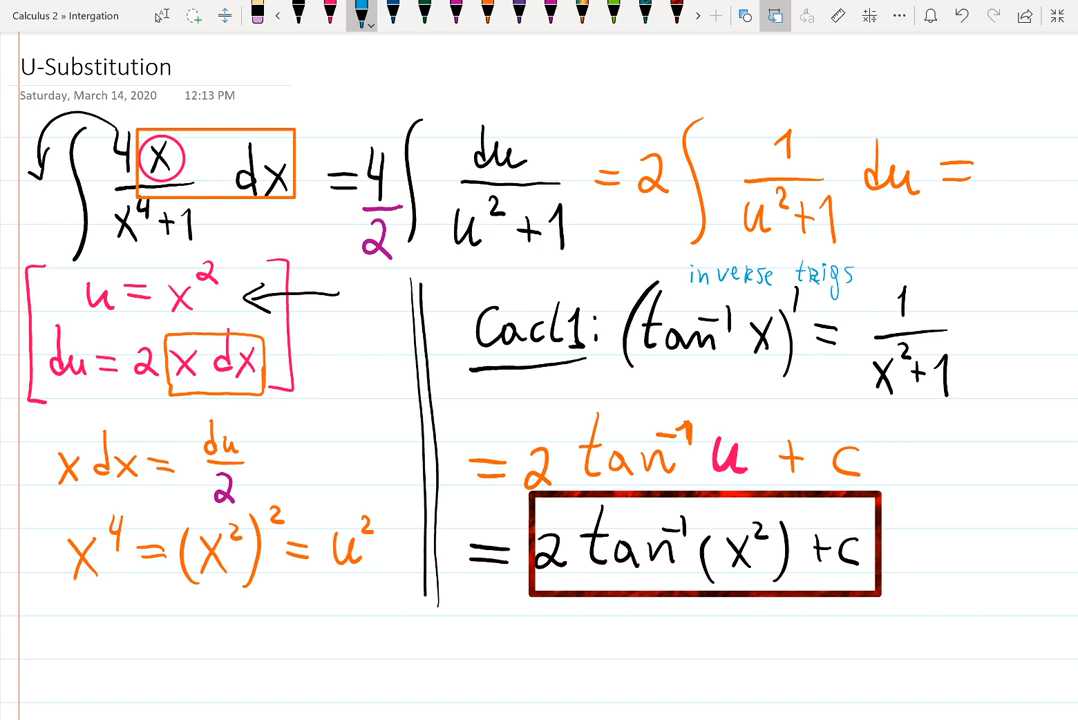 Calculus 2 » Intergation
U-Substitution
Saturday, March 14, 2020 12:13 PM
∫ 4x/(x⁴+1) dx = 4/2 ∫ du/(u²+1) = 2 ∫ 1/(u²+1) du =
inverse trigs
u = x²
du = 2 x dx
x dx = du/2
x⁴ = (x²)² = u²
Cacl1: (tan⁻¹ x)' = 1/(x²+1)
= 2 tan⁻¹ u + c
= 2 tan⁻¹ (x²) + c